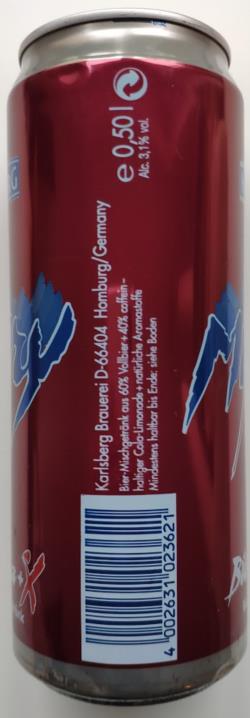 e 0,50 l
Alc. 3,1% vol.
Karlsberg Brauerei D-66404 Homburg/Germany
Bier-Mischgetränk aus 60% Vollbier + 40% coffein-
haltiger Cola-Limonade + natürliche Aromastoffe
Mindestens haltbar bis Ende: siehe Boden
4 002631 023621